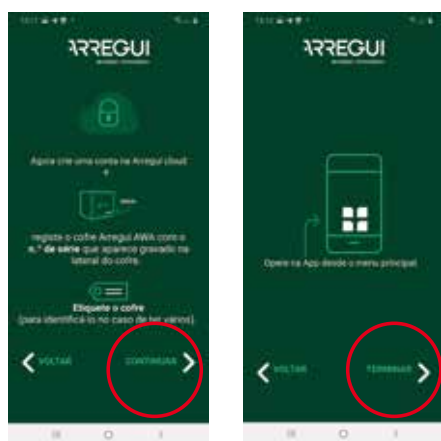 ARREGUI
Agora crie uma conta na Arregui cloud
e
registe o cofre Arregui AWA com o
n.º de série que aparece gravado na
lateral do cofre.
Etiquete o cofre
(para identificá-lo no caso de ter vários).
VOLTAR
CONTINUAR
ARREGUI
Opere na App desde o menu principal
VOLTAR
TERMINAR